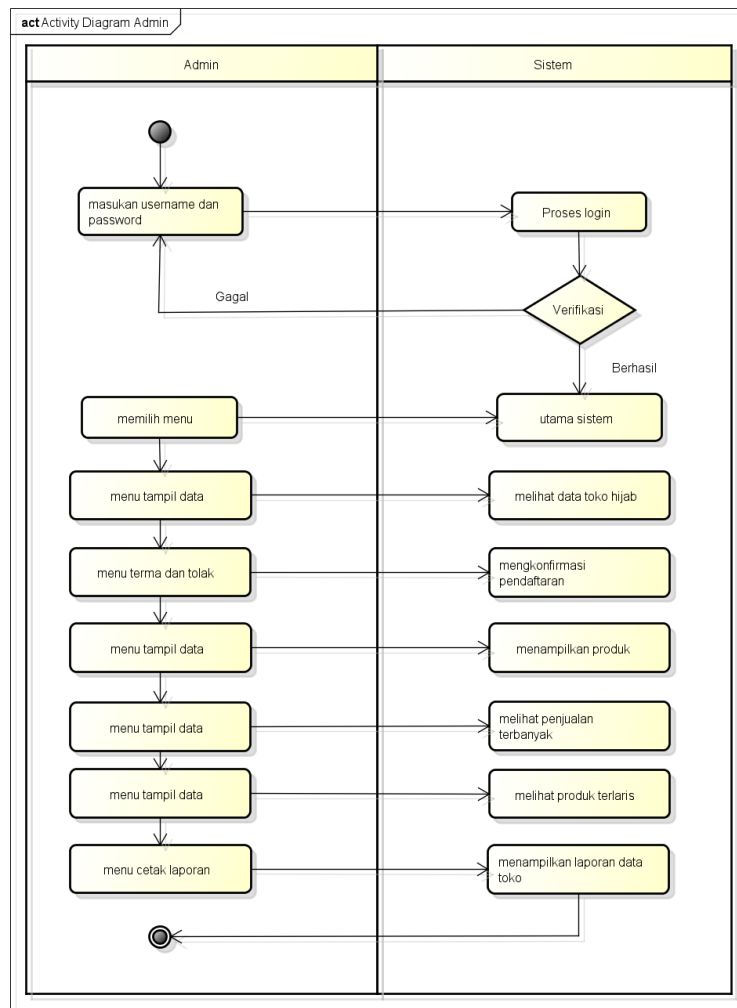 act Activity Diagram Admin
Admin
Sistem
masukan username dan
password
Proses login
Verifikasi
Gagal
Berhasil
memilih menu
utama sistem
menu tampil data
melihat data toko hijab
menu terma dan tolak
mengkonfirmasi
pendaftaran
menu tampil data
menampilkan produk
menu tampil data
melihat penjualan
terbanyak
menu tampil data
melihat produk terlaris
menu cetak laporan
menampilkan laporan data
toko